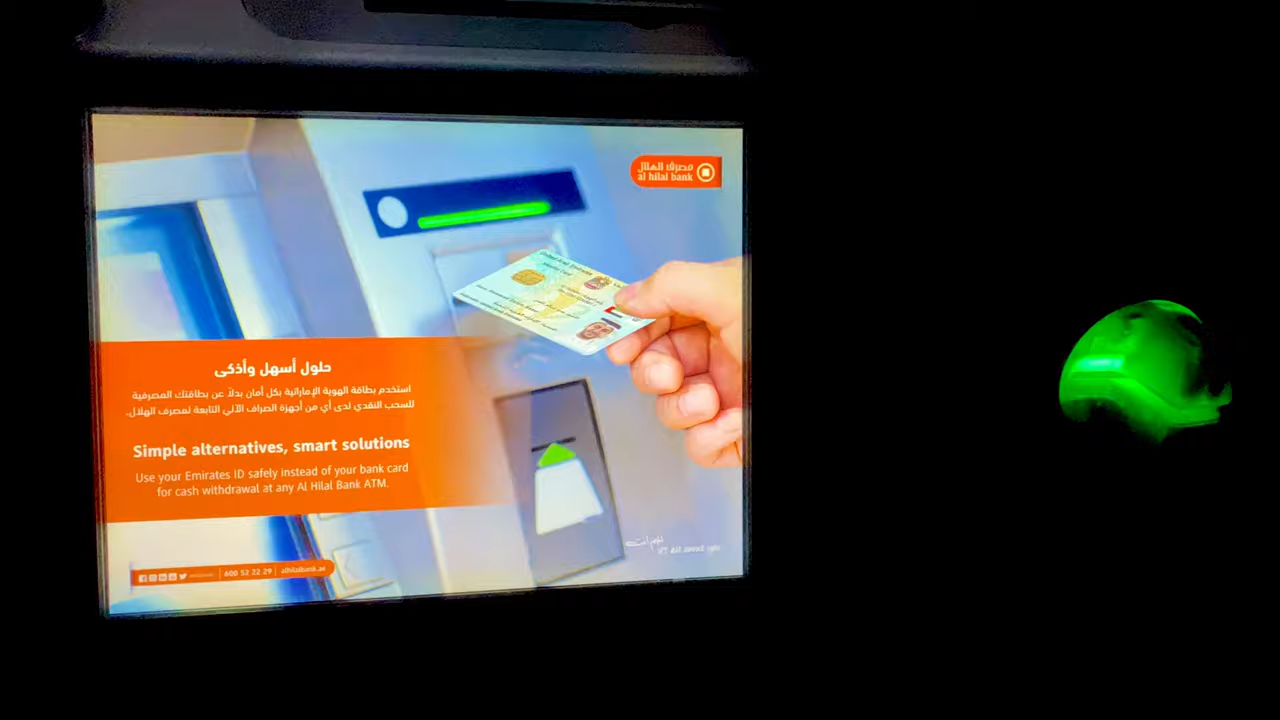 مصرف الهلال
al hilal bank
حلول أسهل وأذكى
استخدم بطاقة الهوية الإماراتية بكل أمان بدلاً عن بطاقتك المصرفية
للسحب النقدي لدى أي من أجهزة الصراف الآلي التابعة لمصرف الهلال.
Simple alternatives, smart solutions
Use your Emirates ID safely instead of your bank card
for cash withdrawal at any Al Hilal Bank ATM.
600 52 22 29 | alhilalbank.ae